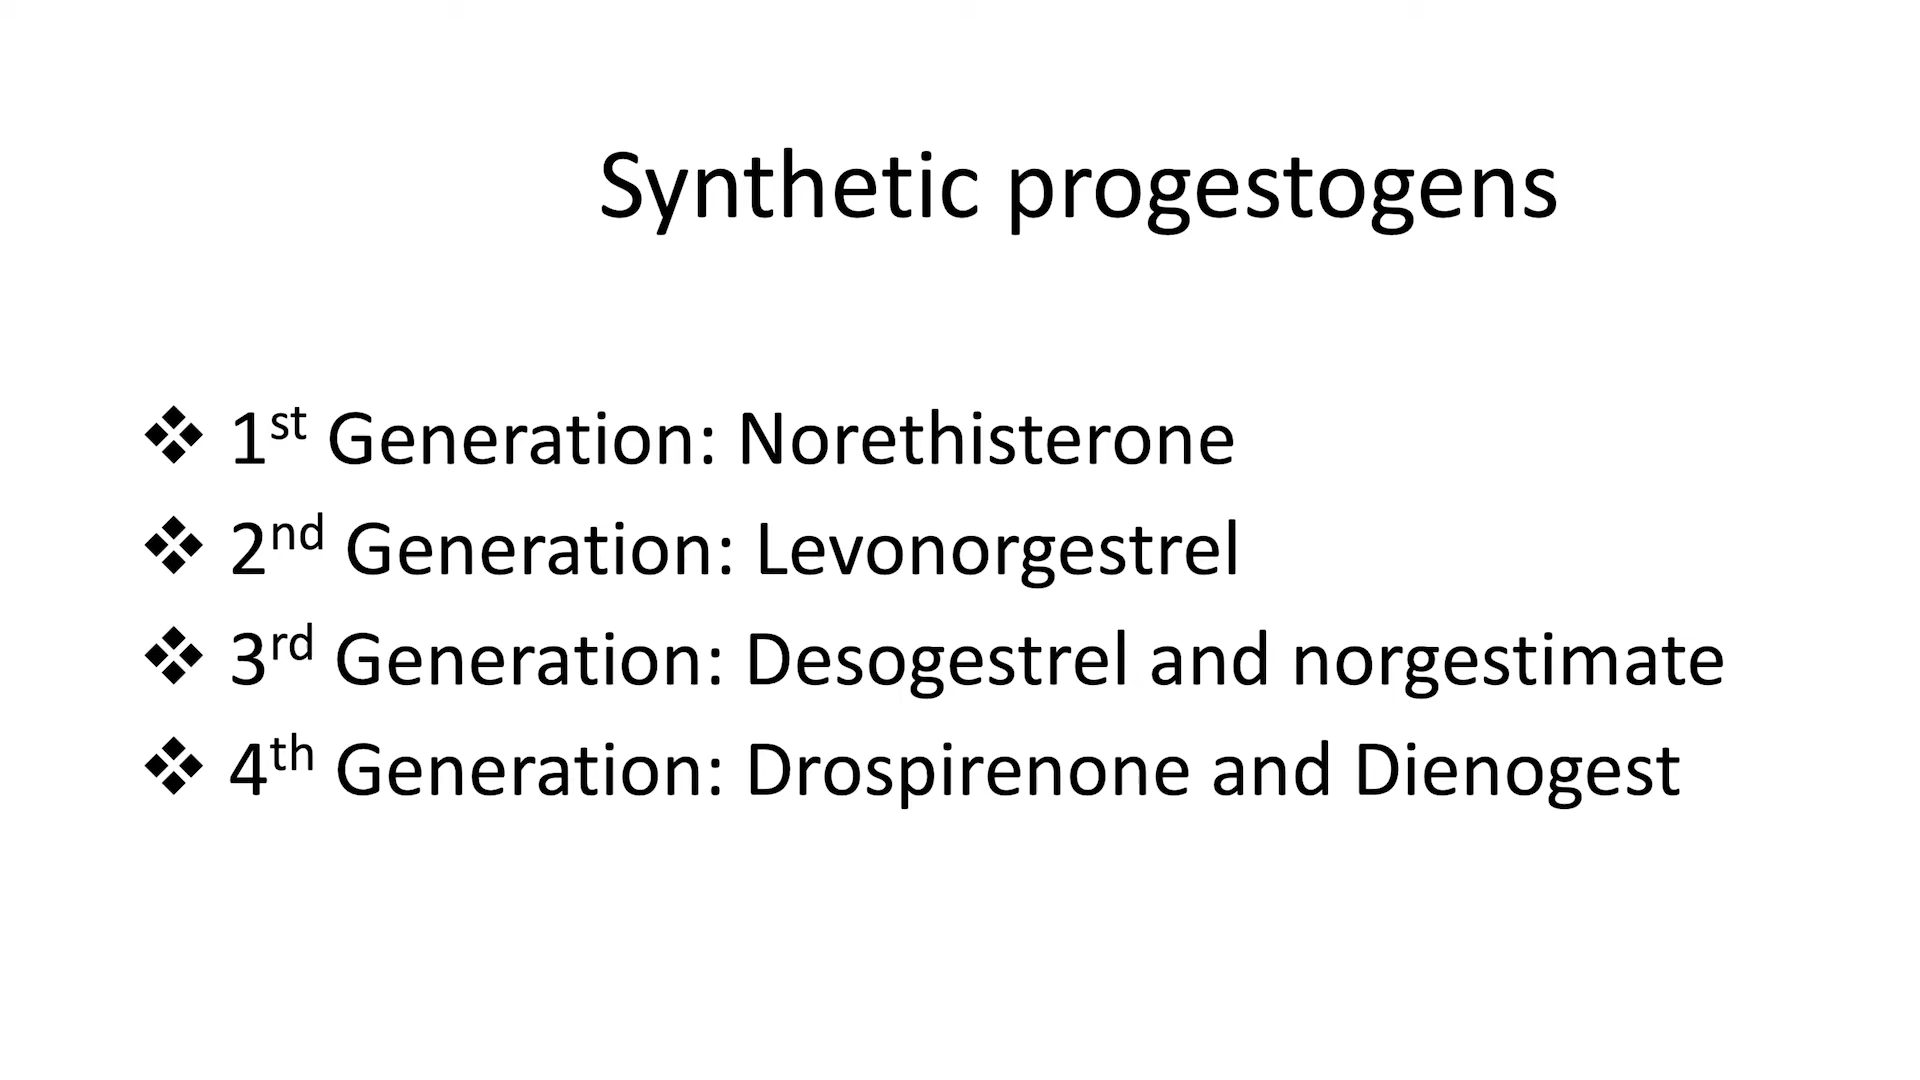 Synthetic progestogens
❖ 1st Generation: Norethisterone
❖ 2nd Generation: Levonorgestrel
❖ 3rd Generation: Desogestrel and norgestimate
❖ 4th Generation: Drospirenone and Dienogest